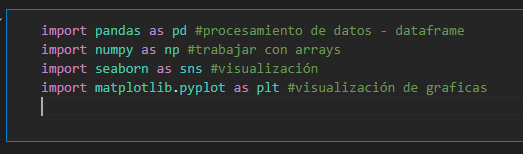 import pandas as pd #procesamiento de datos - dataframe
import numpy as np #trabajar con arrays
import seaborn as sns #visualización
import matplotlib.pyplot as plt #visualización de graficas